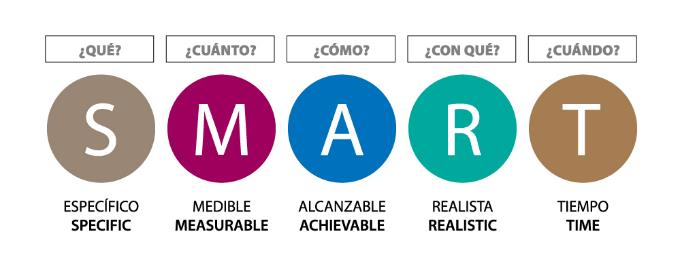 ¿QUÉ? ¿CUÁNTO? ¿CÓMO? ¿CON QUÉ? ¿CUÁNDO?
S M A R T
ESPECÍFICO MEDIBLE ALCANZABLE REALISTA TIEMPO
SPECIFIC MEASURABLE ACHIEVABLE REALISTIC TIME